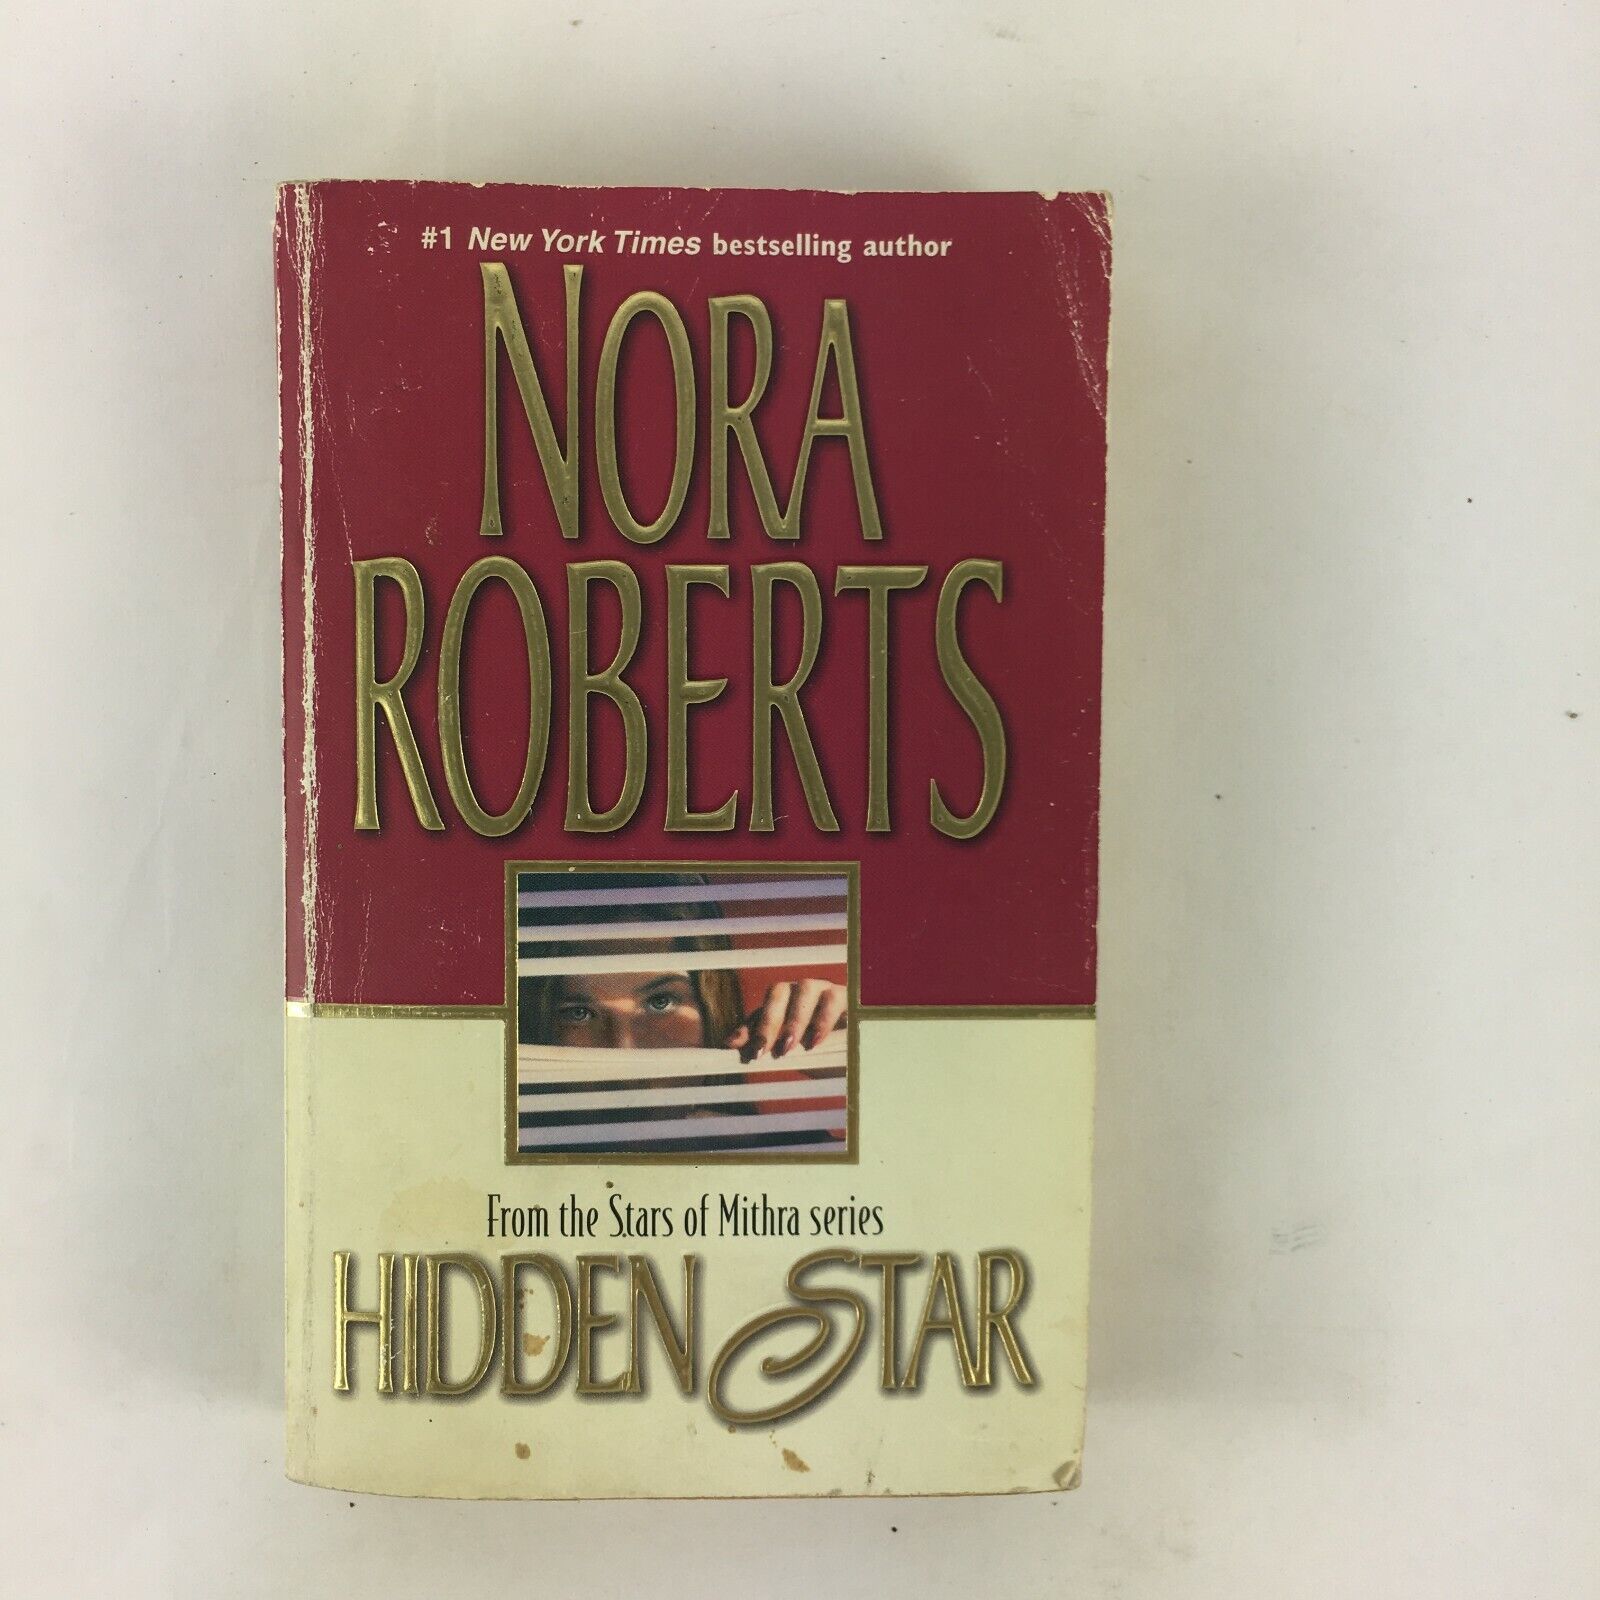 #1 New York Times bestselling author
NORA
ROBERTS
From the Stars of Mithra series
HIDDEN STAR